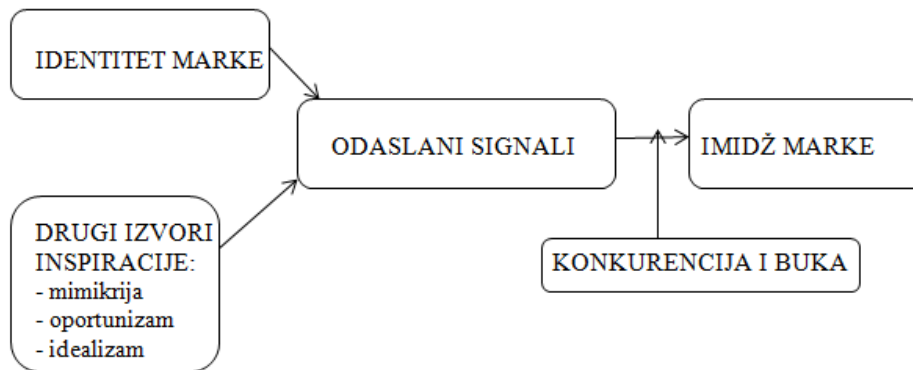 IDENTITET MARKE
ODASLANI SIGNALI
IMIDŽ MARKE
DRUGI IZVORI
INSPIRACIJE:
- mimikrija
- oportunizam
- idealizam
KONKURENCIJA I BUKA